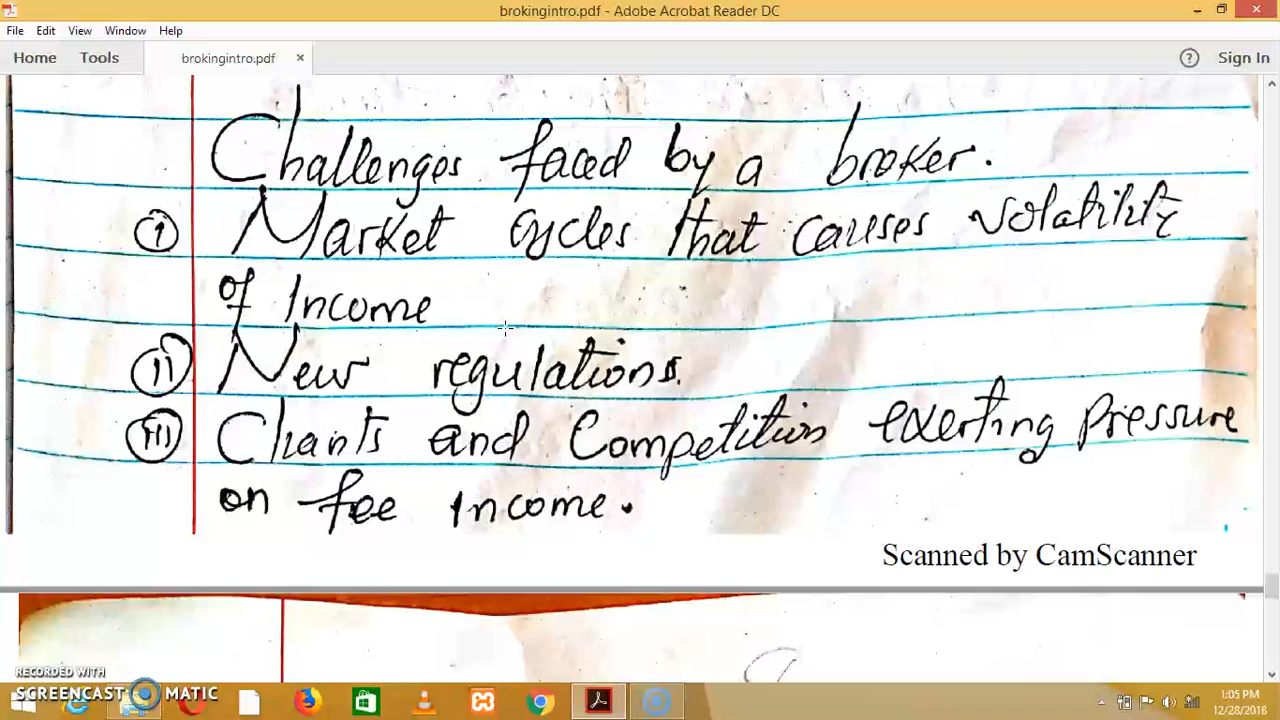 brokingintro.pdf - Adobe Acrobat Reader DC
File Edit View Window Help
Home Tools brokingintro.pdf × Sign In
Challenges faced by a broker.
(i) Market cycles that causes volatility
of Income
(ii) New regulations.
(iii) Cliants and Competition exerting pressure
on fee income.
Scanned by CamScanner
RECORDED WITH
SCREENCAST MATIC
1:05 PM
12/28/2018